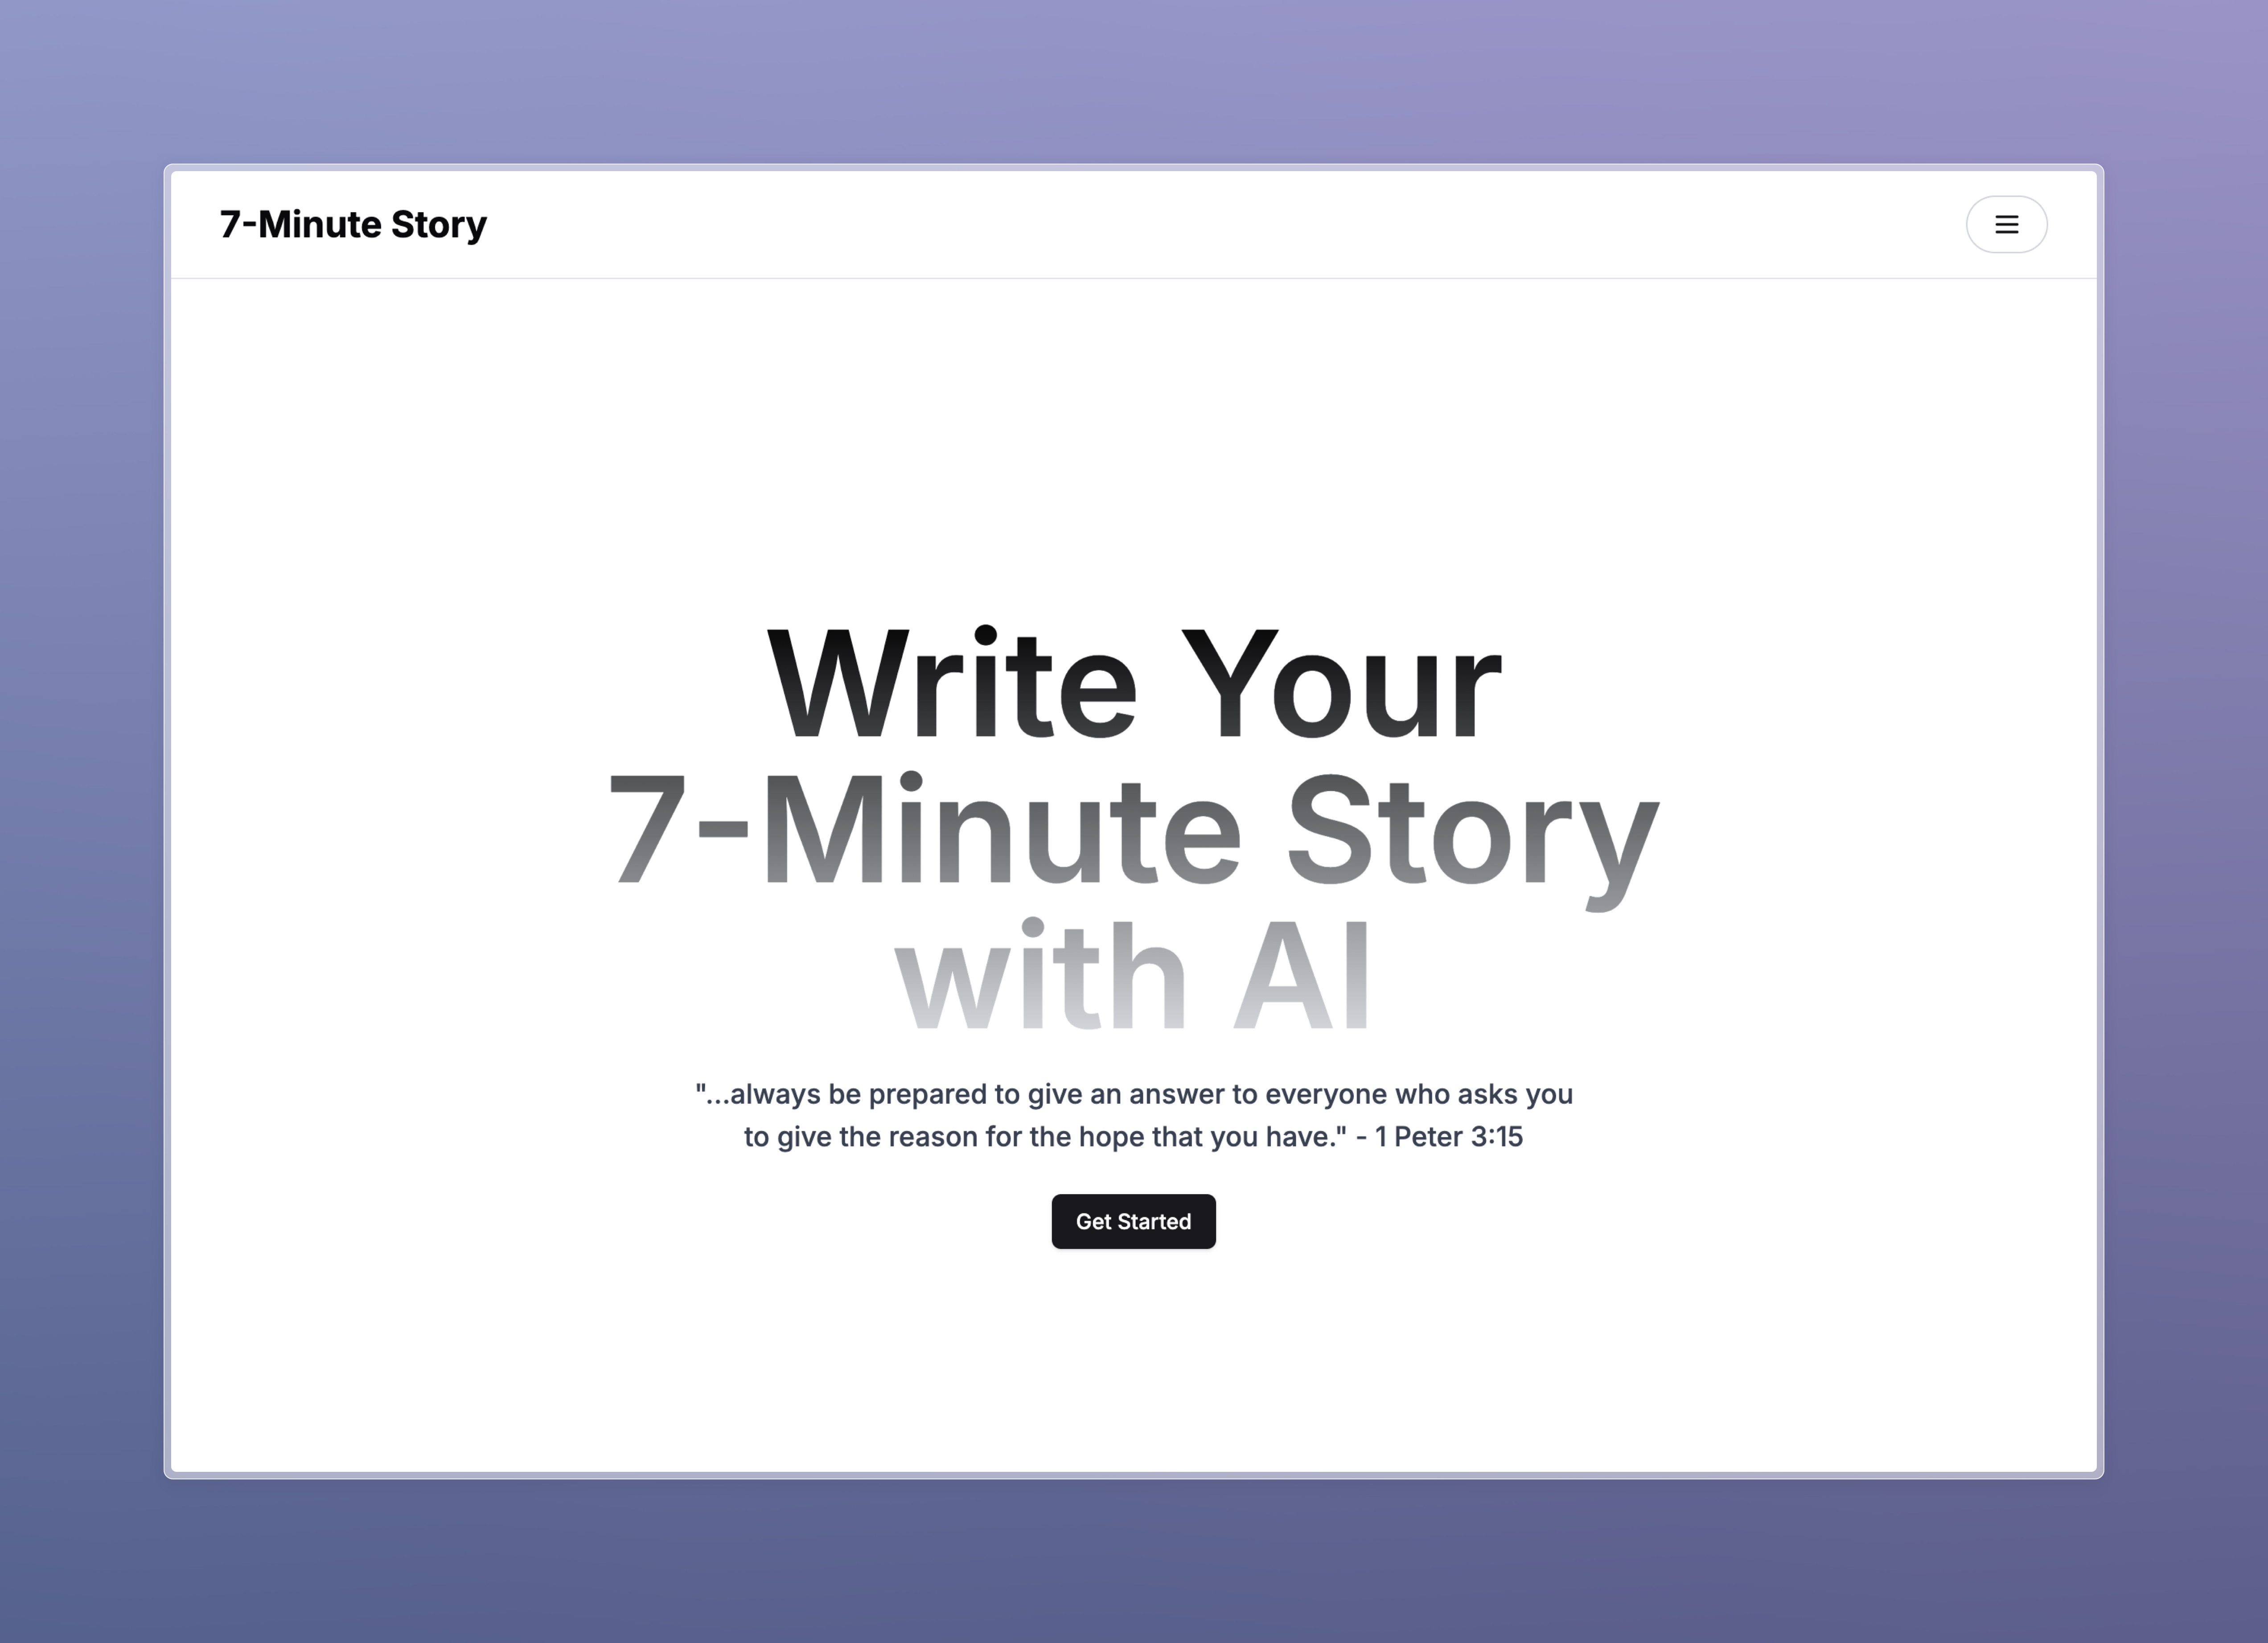 7-Minute Story
Write Your
7-Minute Story
with AI
"...always be prepared to give an answer to everyone who asks you
to give the reason for the hope that you have." - 1 Peter 3:15
Get Started